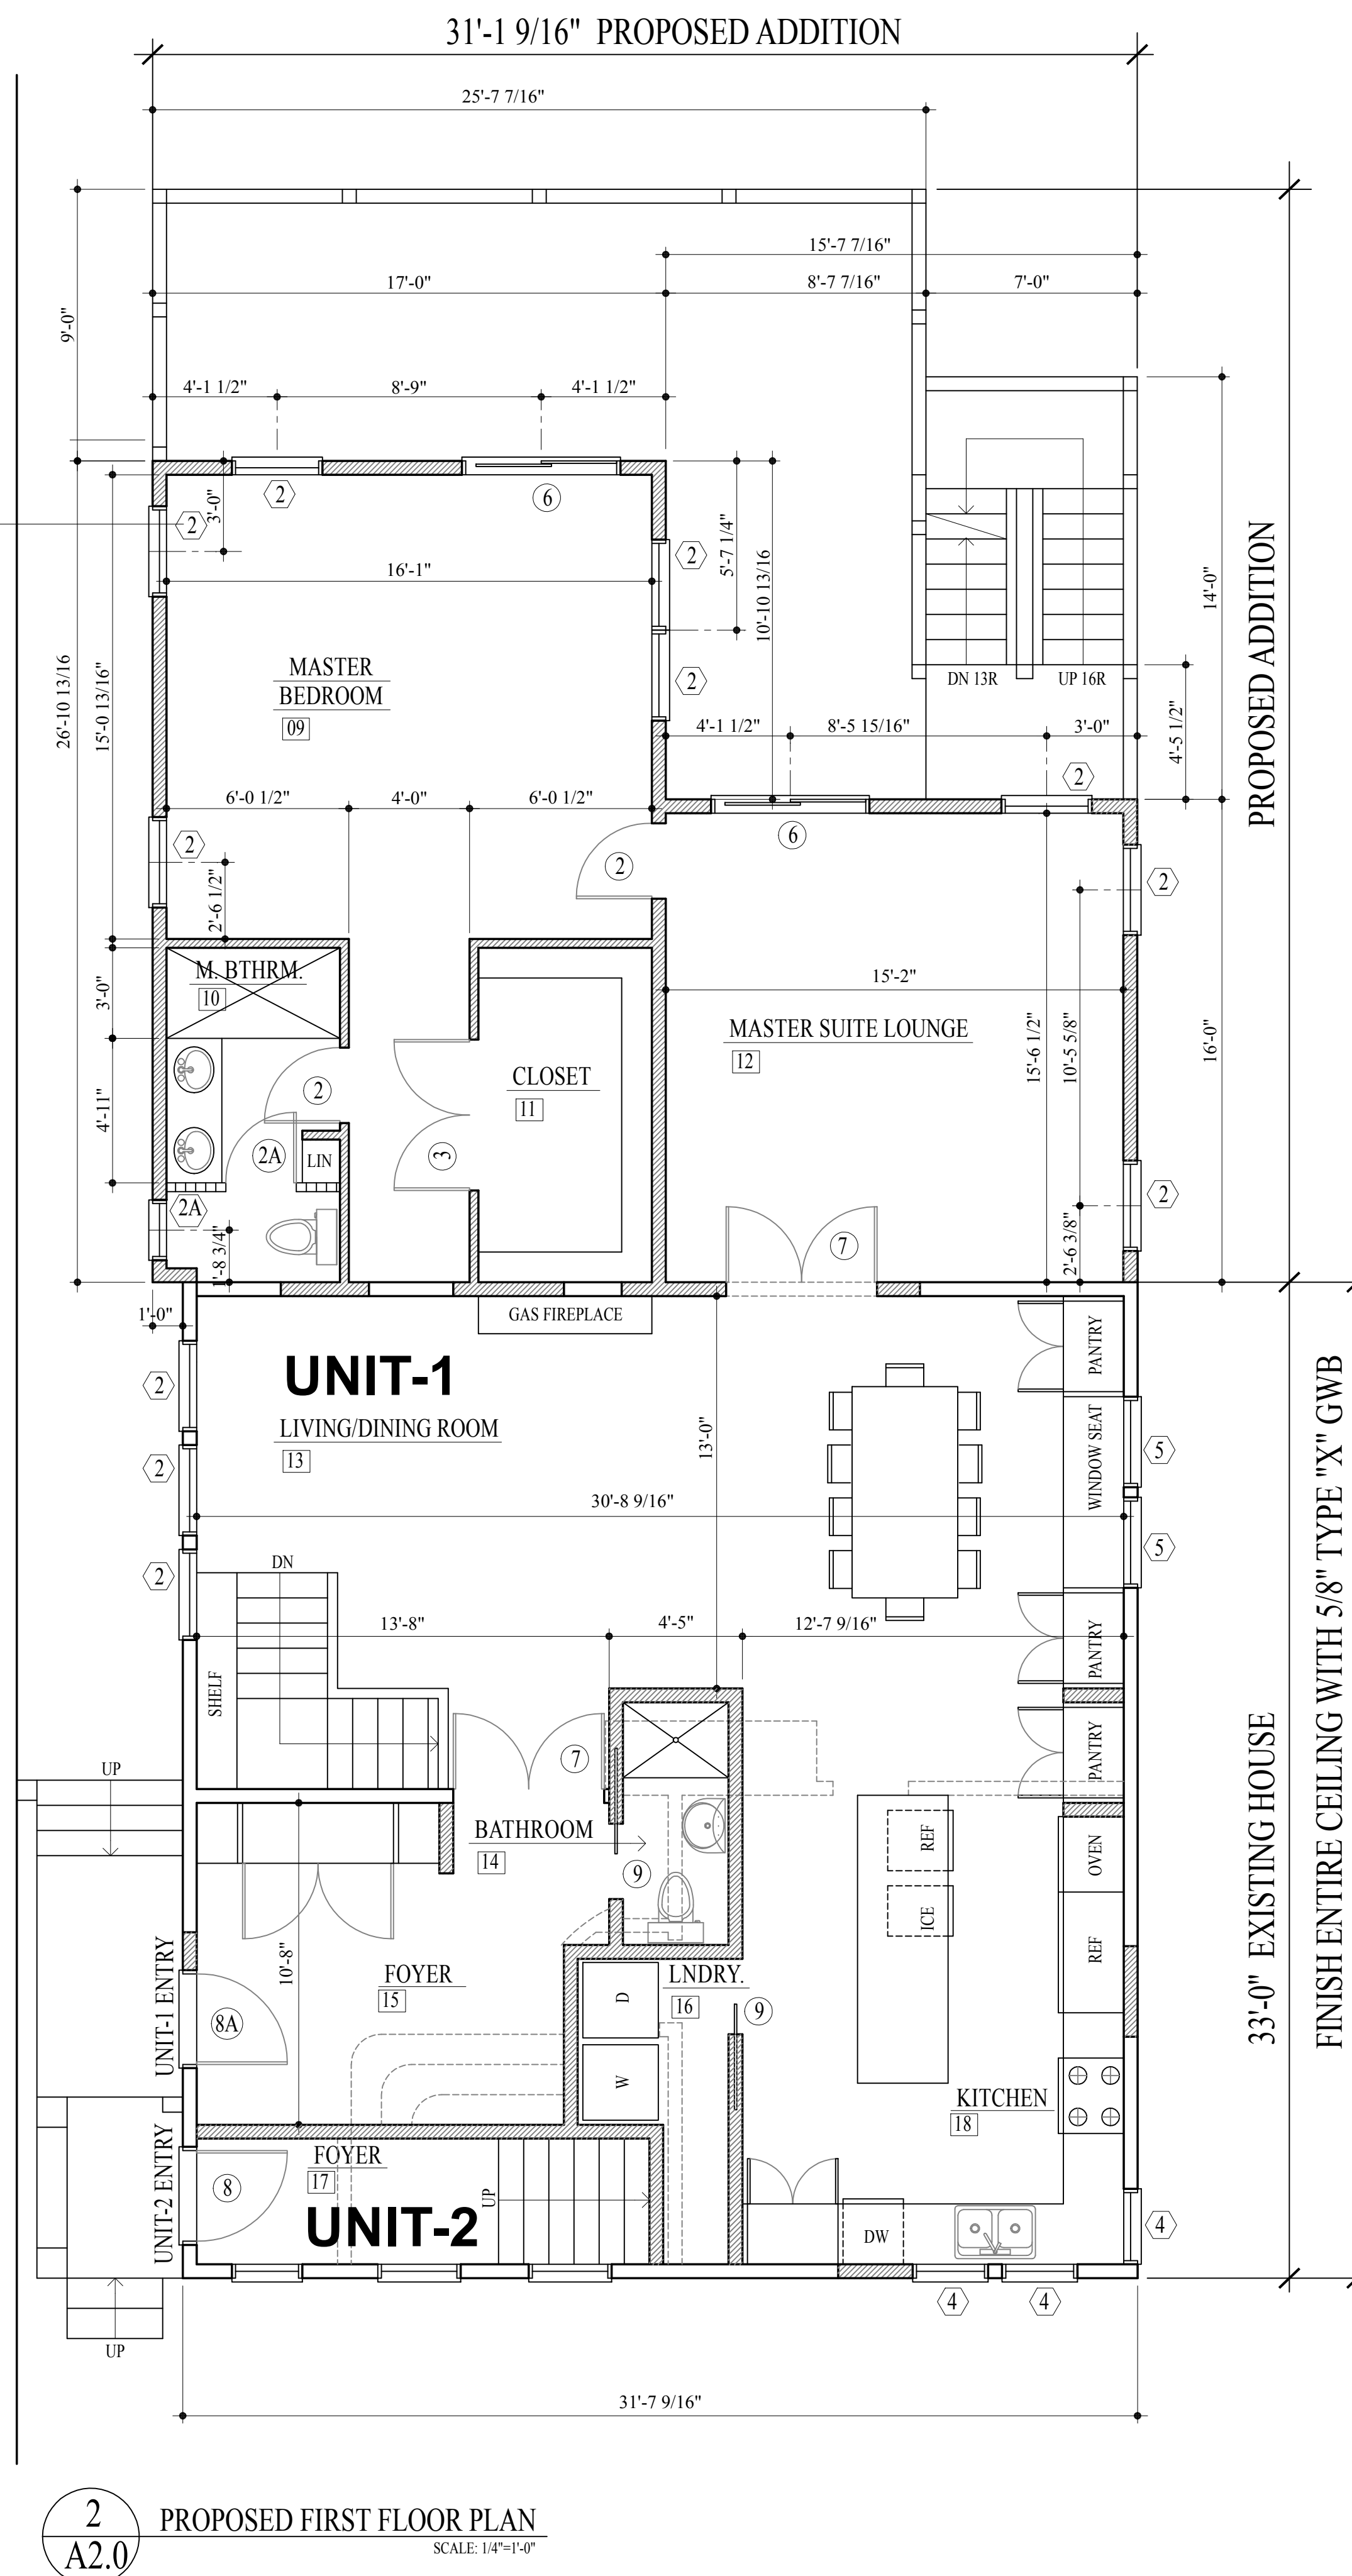 31'-1 9/16" PROPOSED ADDITION
25'-7 7/16"
15'-7 7/16"
17'-0"
8'-7 7/16"
7'-0"
9'-0"
4'-1 1/2"
8'-9"
4'-1 1/2"
2
6
3'-0"
2
2
5'-7 1/4"
10'-10 13/16
14'-0"
PROPOSED ADDITION
16'-1"
26'-10 13/16
15'-0 13/16"
MASTER
BEDROOM
09
2
DN 13R
UP 16R
4'-5 1/2"
4'-1 1/2"
8'-5 15/16"
3'-0"
2
6'-0 1/2"
4'-0"
6'-0 1/2"
6
2
2
2
2'-6 1/2"
M. BTHRM.
10
3'-0"
15'-2"
MASTER SUITE LOUNGE
12
15'-6 1/2"
10'-5 5/8"
16'-0"
CLOSET
11
2
4'-11"
2A
LIN
3
2A
2
1'-8 3/4"
7
2'-6 3/8"
1'-0"
GAS FIREPLACE
UNIT-1
LIVING/DINING ROOM
13
2
2
2
13'-0"
PANTRY
WINDOW SEAT
5
5
30'-8 9/16"
DN
13'-8"
4'-5"
12'-7 9/16"
PANTRY
SHELF
PANTRY
7
UP
BATHROOM
14
9
REF
ICE
OVEN
REF
33'-0" EXISTING HOUSE
FINISH ENTIRE CEILING WITH 5/8" TYPE "X" GWB
10'-8"
FOYER
15
LNDRY.
16
9
D
W
UNIT-1 ENTRY
8A
KITCHEN
18
UNIT-2 ENTRY
8
FOYER
17
UNIT-2
UP
DW
4
4
4
UP
31'-7 9/16"
2
A2.0
PROPOSED FIRST FLOOR PLAN
SCALE: 1/4"=1'-0"